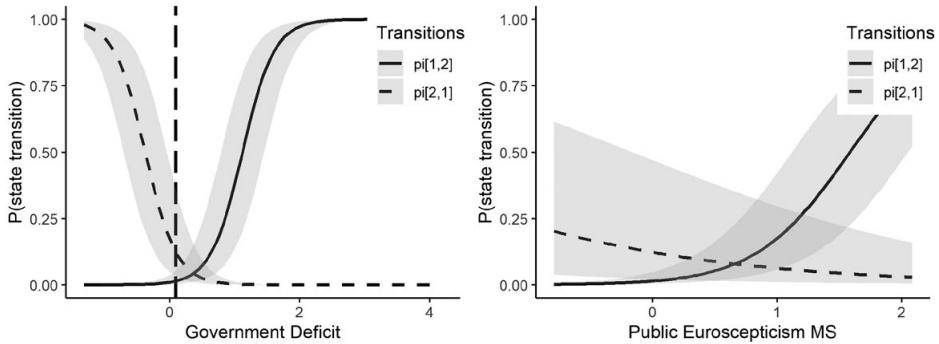 1.00
0.75
0.50
0.25
0.00
P(state transition)
0
2
4
Government Deficit
Transitions
pi[1,2]
pi[2,1]
1.00
0.75
0.50
0.25
0.00
P(state transition)
0
1
2
Public Euroscepticism MS
Transitions
pi[1,2]
pi[2,1]